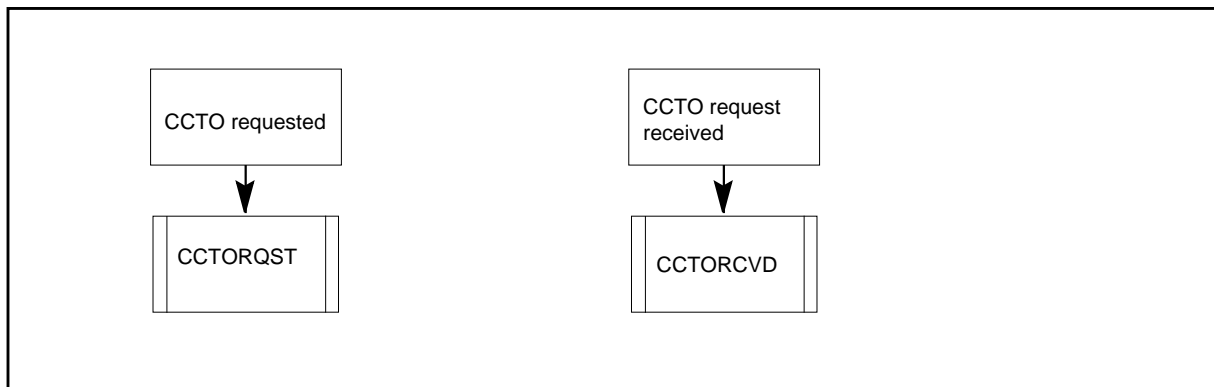 CCTO requested
CCTO request
received
CCTORQST
CCTORCVD